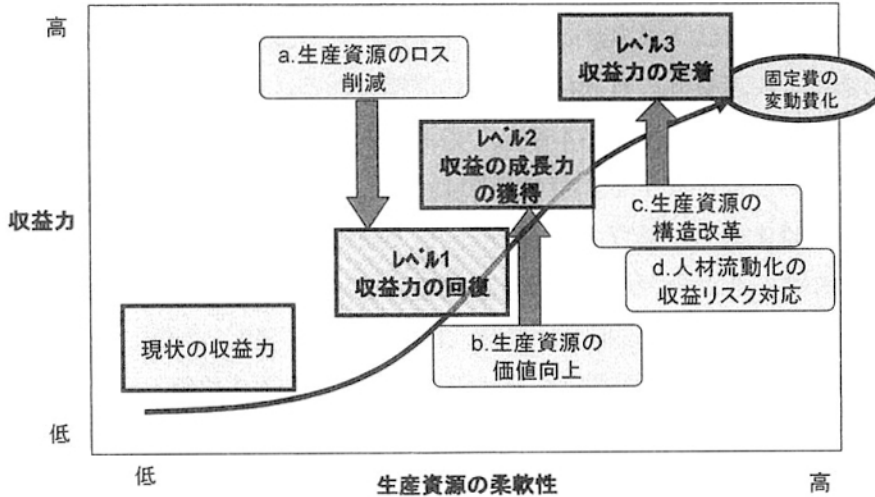 高
a.生産資源のロス
削減
レベル3
収益力の定着
固定費の
変動費化
レベル2
収益の成長力
の獲得
収益力
c.生産資源の
構造改革
レベル1
収益力の回復
d.人材流動化の
収益リスク対応
現状の収益力
b.生産資源の
価値向上
低
低
生産資源の柔軟性
高